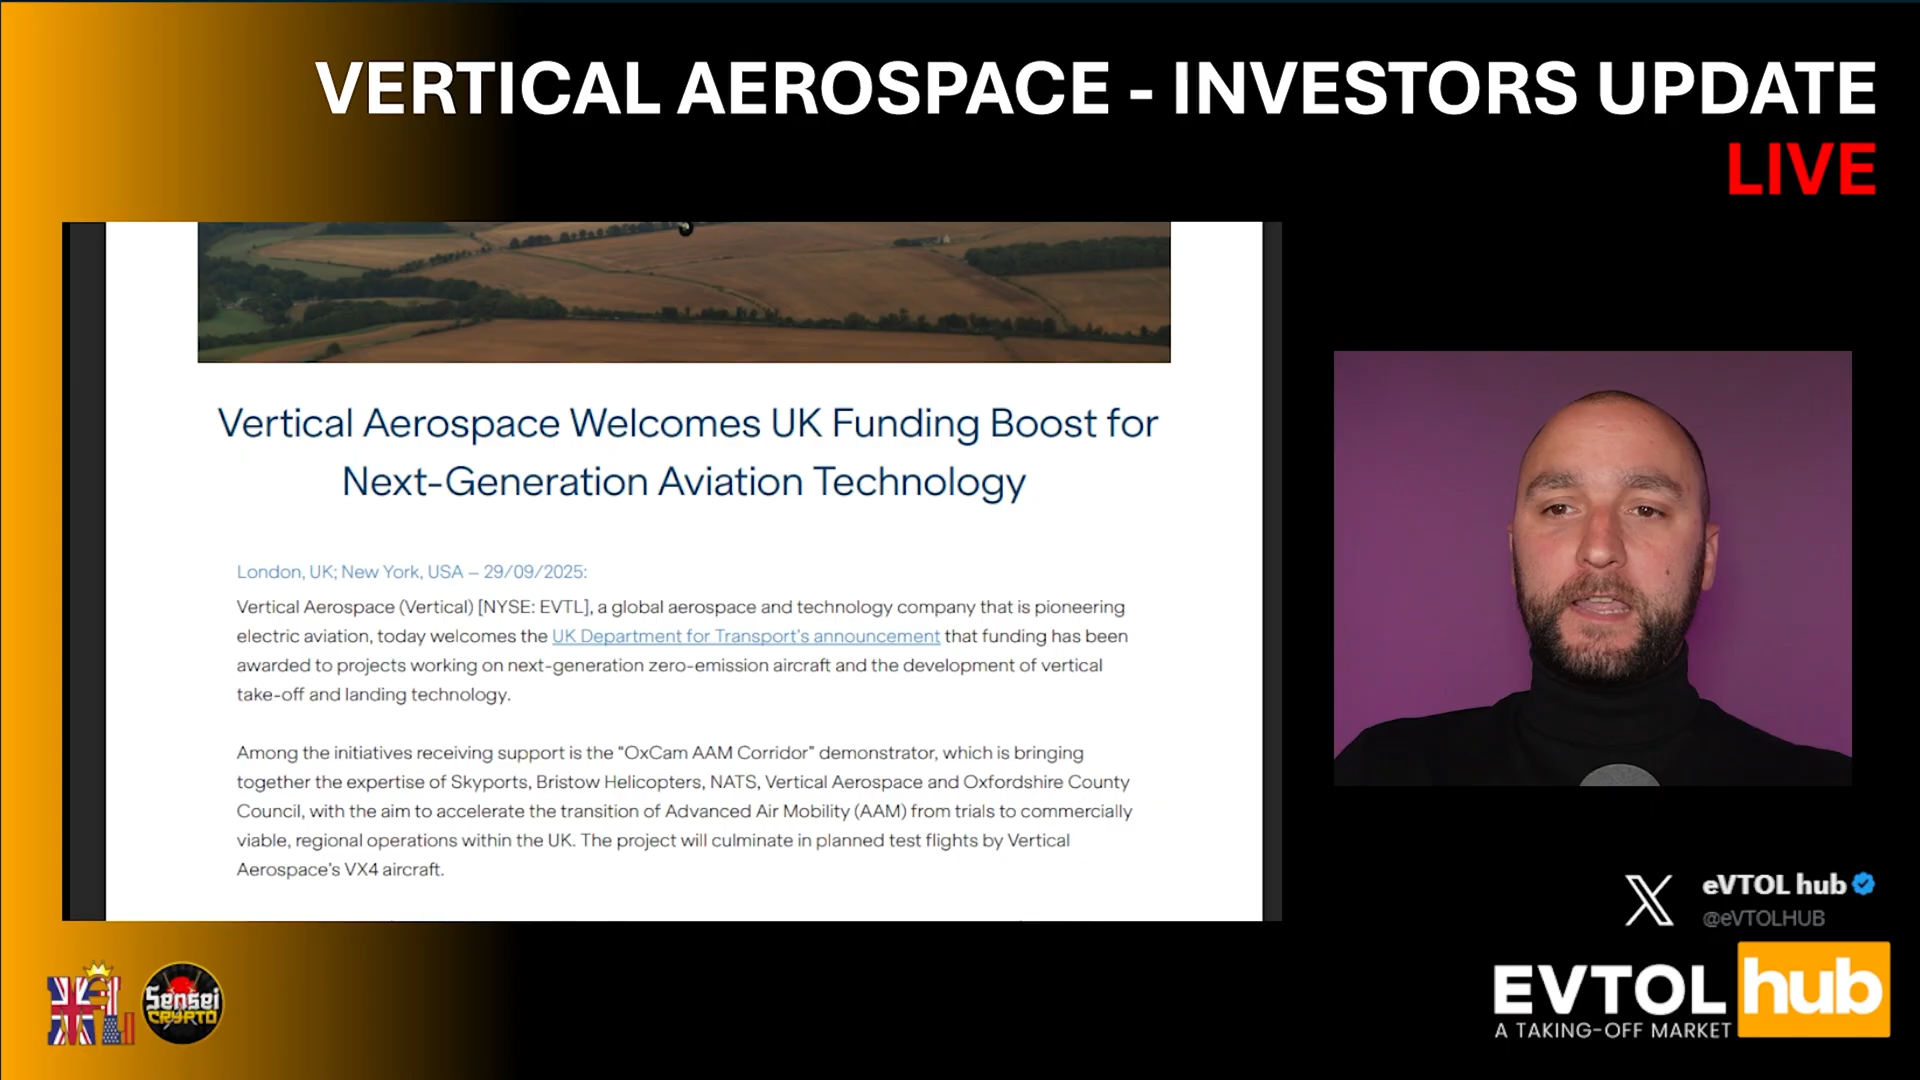 VERTICAL AEROSPACE - INVESTORS UPDATE
LIVE
Vertical Aerospace Welcomes UK Funding Boost for
Next-Generation Aviation Technology
London, UK; New York, USA – 29/09/2025:
Vertical Aerospace (Vertical) [NYSE: EVTL], a global aerospace and technology company that is pioneering
electric aviation, today welcomes the UK Department for Transport's announcement that funding has been
awarded to projects working on next-generation zero-emission aircraft and the development of vertical
take-off and landing technology.
Among the initiatives receiving support is the “OxCam AAM Corridor” demonstrator, which is bringing
together the expertise of Skyports, Bristow Helicopters, NATS, Vertical Aerospace and Oxfordshire County
Council, with the aim to accelerate the transition of Advanced Air Mobility (AAM) from trials to commercially
viable, regional operations within the UK. The project will culminate in planned test flights by Vertical
Aerospace's VX4 aircraft.
eVTOL hub
@eVTOLHUB
EVTOL hub
A TAKING-OFF MARKET
Sensei
CRYPTO